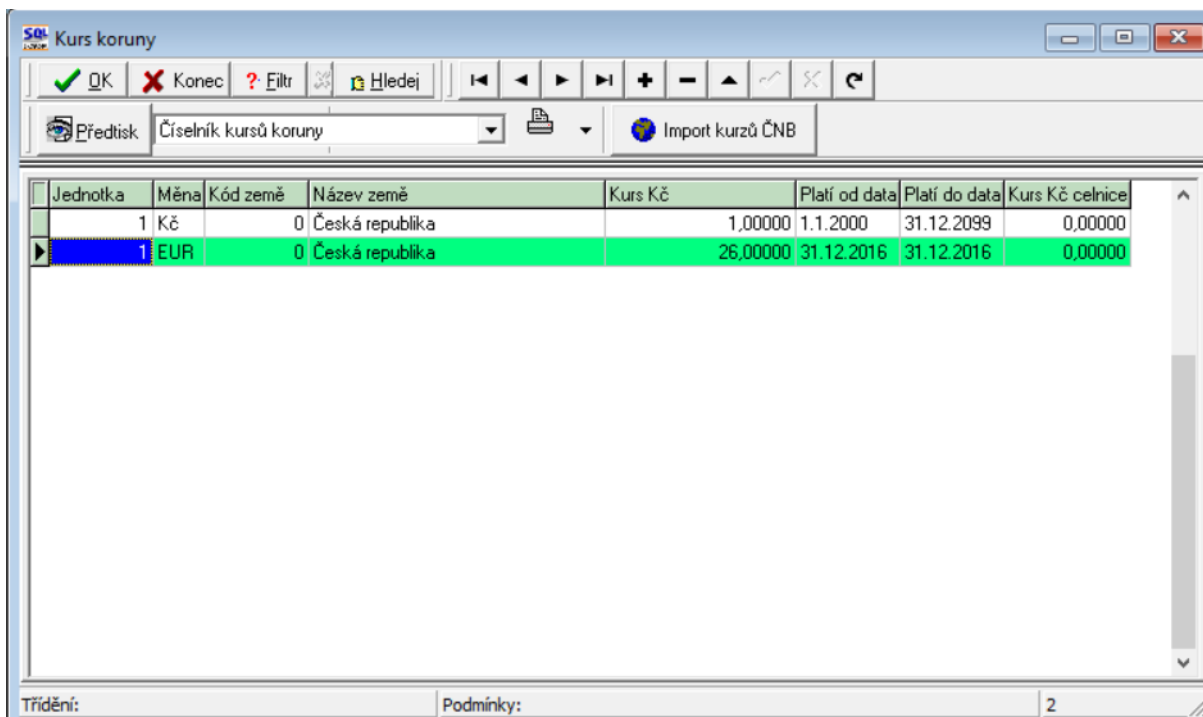 SQL
Kurs koruny
OK Konec ? Filtr Hledej
Předtisk Číselník kursů koruny Import kurzů ČNB
Jednotka Měna Kód země Název země Kurs Kč Platí od data Platí do data Kurs Kč celnice
1 Kč 0 Česká republika 1,00000 1.1.2000 31.12.2099 0,00000
1 EUR 0 Česká republika 26,00000 31.12.2016 31.12.2016 0,00000
Třídění: Podmínky: 2